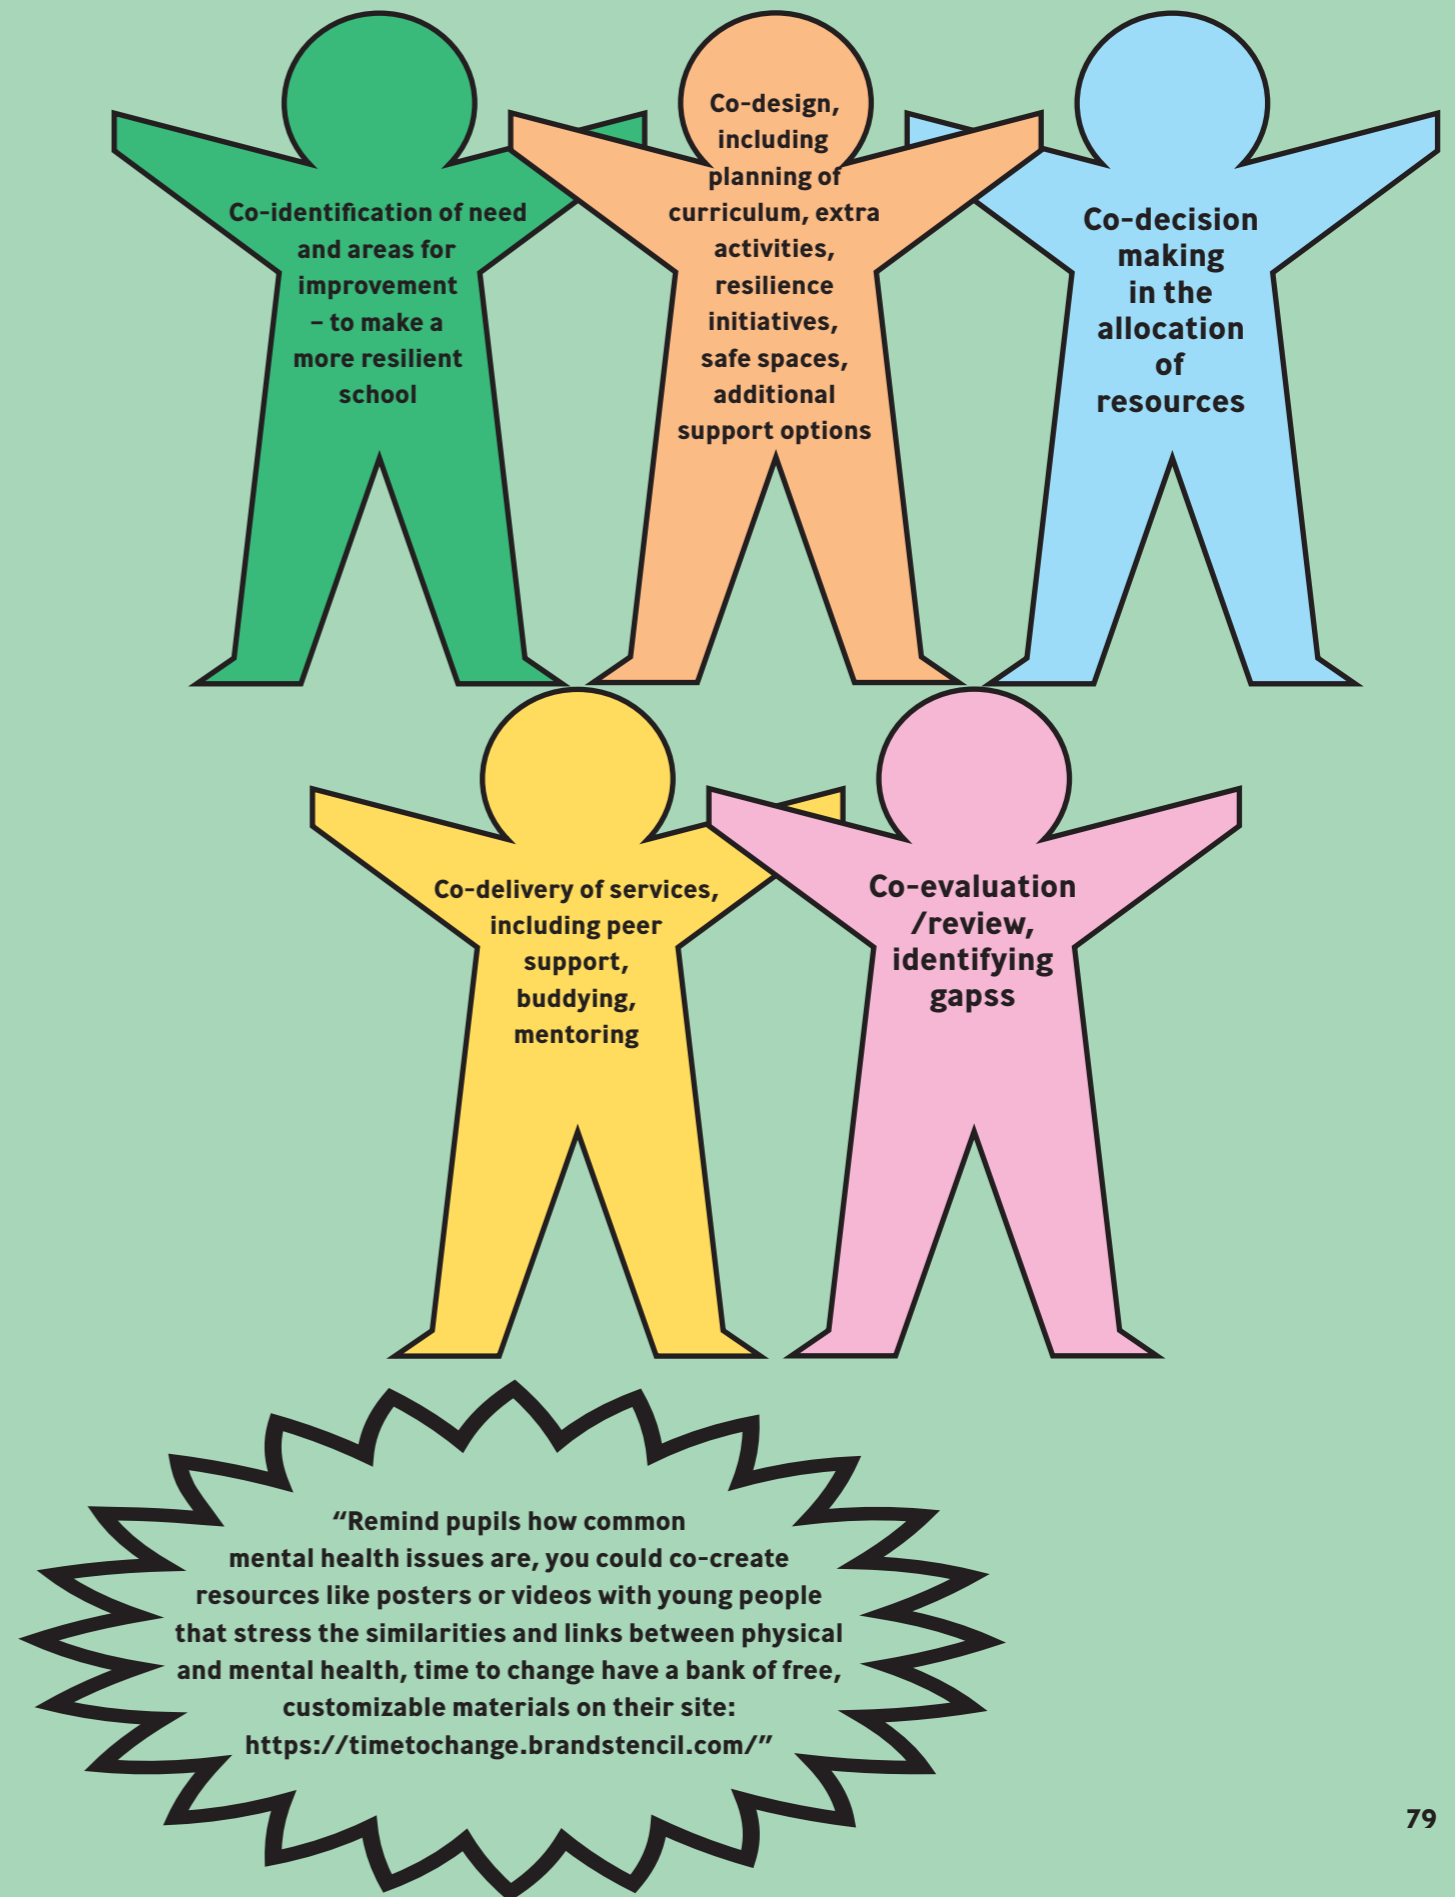 Co-identification of need
and areas for
improvement
– to make a
more resilient
school
Co-design,
including
planning of
curriculum, extra
activities,
resilience
initiatives,
safe spaces,
additional
support options
Co-decision
making
in the
allocation
of
resources
Co-delivery of services,
including peer
support,
buddying,
mentoring
Co-evaluation
/review,
identifying
gapss
“Remind pupils how common
mental health issues are, you could co-create
resources like posters or videos with young people
that stress the similarities and links between physical
and mental health, time to change have a bank of free,
customizable materials on their site:
https://timetochange.brandstencil.com/”
79